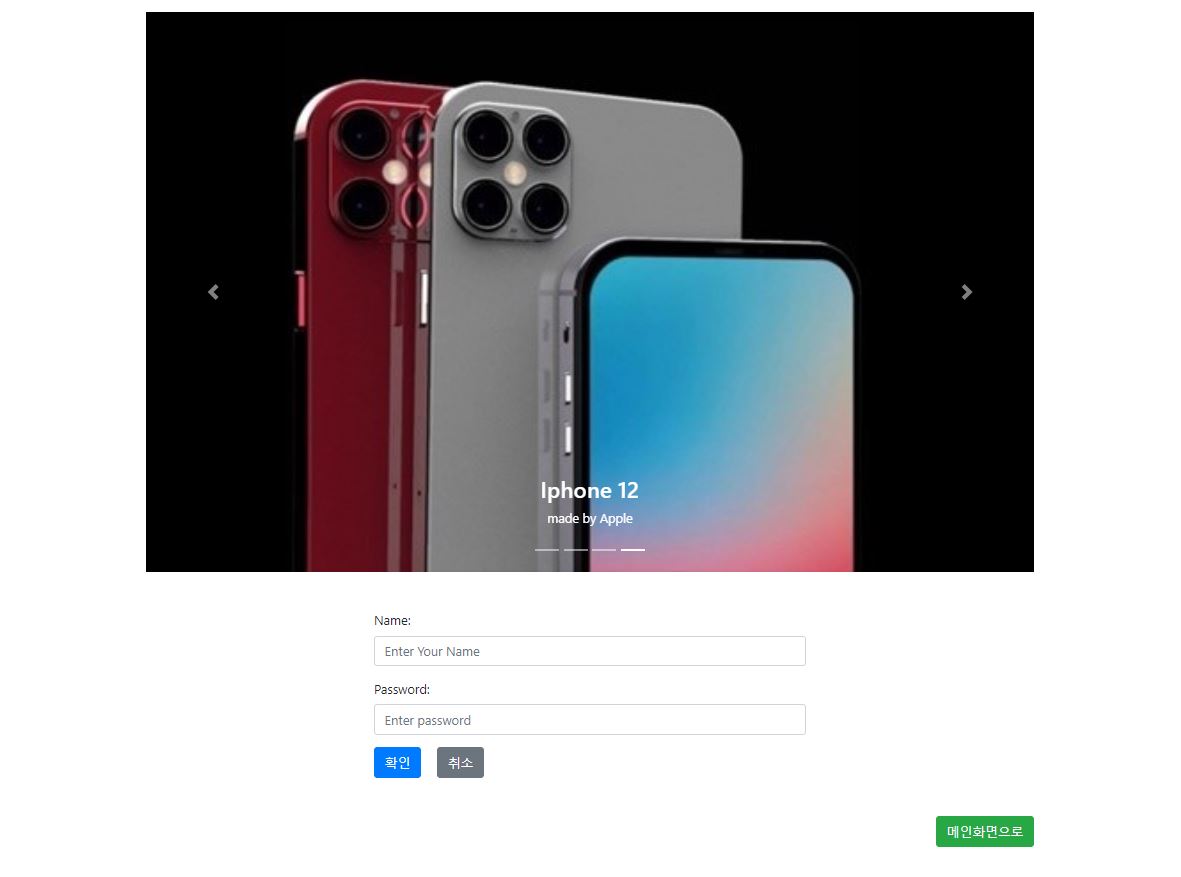 Iphone 12
made by Apple
Name:
Enter Your Name
Password:
Enter password
확인 취소
메인화면으로